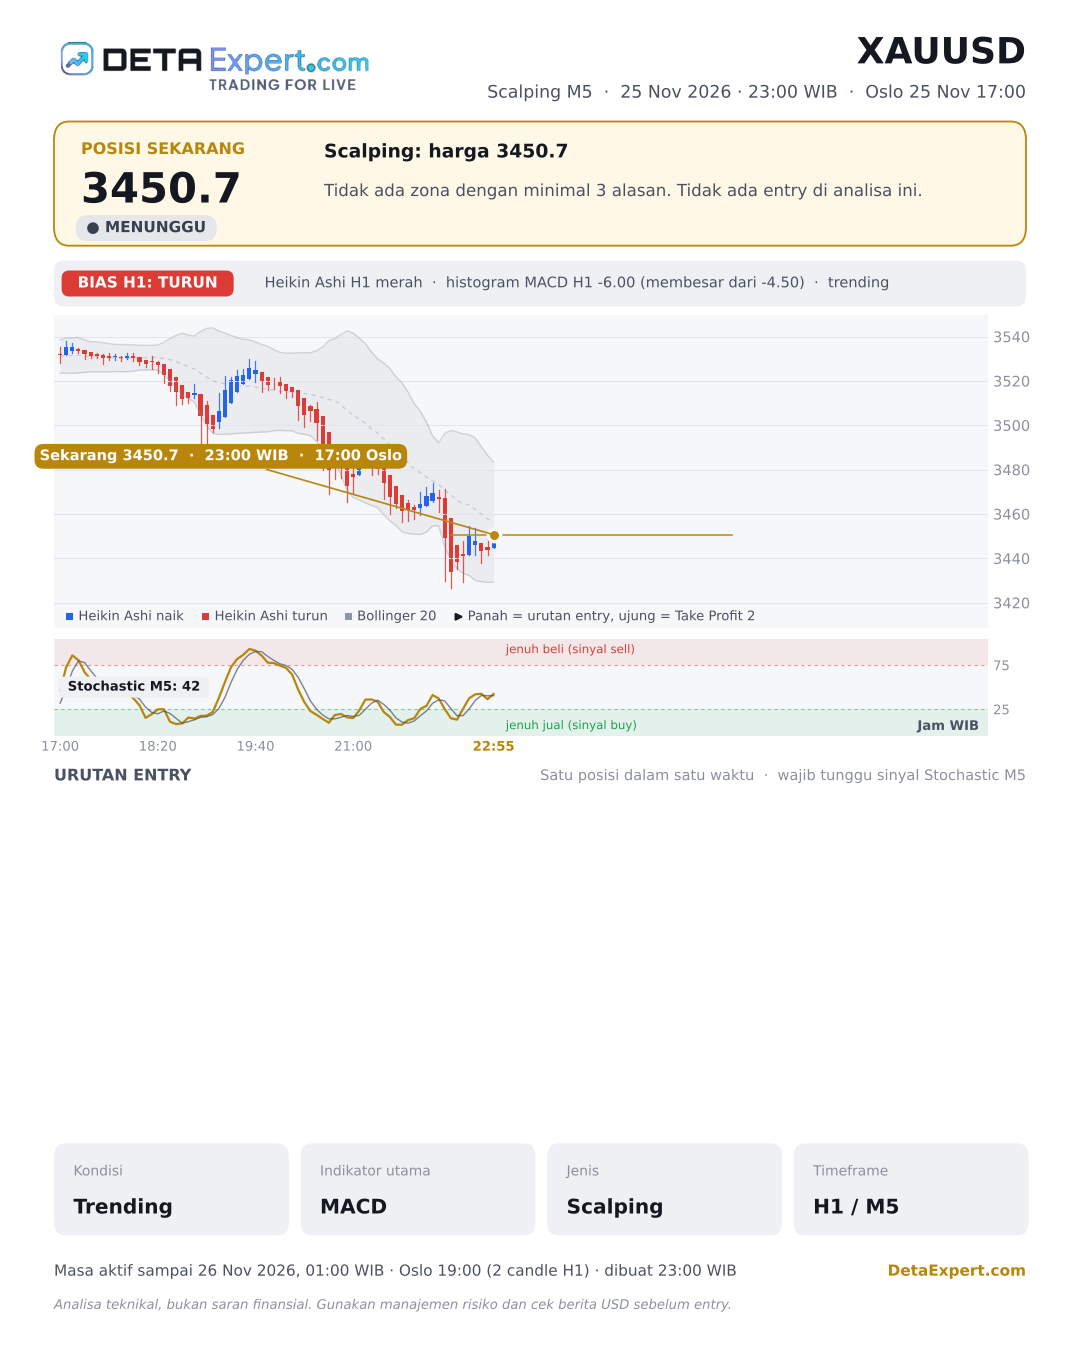 DETA Expert.com
TRADING FOR LIVE
XAUUSD
Scalping M5 · 25 Nov 2026 · 23:00 WIB · Oslo 25 Nov 17:00
POSISI SEKARANG
3450.7
● MENUNGGU
Scalping: harga 3450.7
Tidak ada zona dengan minimal 3 alasan. Tidak ada entry di analisa ini.
BIAS H1: TURUN
Heikin Ashi H1 merah · histogram MACD H1 -6.00 (membesar dari -4.50) · trending
3540
3520
3500
3480
3460
3440
3420
Sekarang 3450.7 · 23:00 WIB · 17:00 Oslo
Heikin Ashi naik
Heikin Ashi turun
Bollinger 20
Panah = urutan entry, ujung = Take Profit 2
jenuh beli (sinyal sell)
75
Stochastic M5: 42
25
jenuh jual (sinyal buy)
Jam WIB
17:00 18:20 19:40 21:00 22:55
URUTAN ENTRY
Satu posisi dalam satu waktu · wajib tunggu sinyal Stochastic M5
Kondisi
Trending
Indikator utama
MACD
Jenis
Scalping
Timeframe
H1 / M5
Masa aktif sampai 26 Nov 2026, 01:00 WIB · Oslo 19:00 (2 candle H1) · dibuat 23:00 WIB
DetaExpert.com
Analisa teknikal, bukan saran finansial. Gunakan manajemen risiko dan cek berita USD sebelum entry.